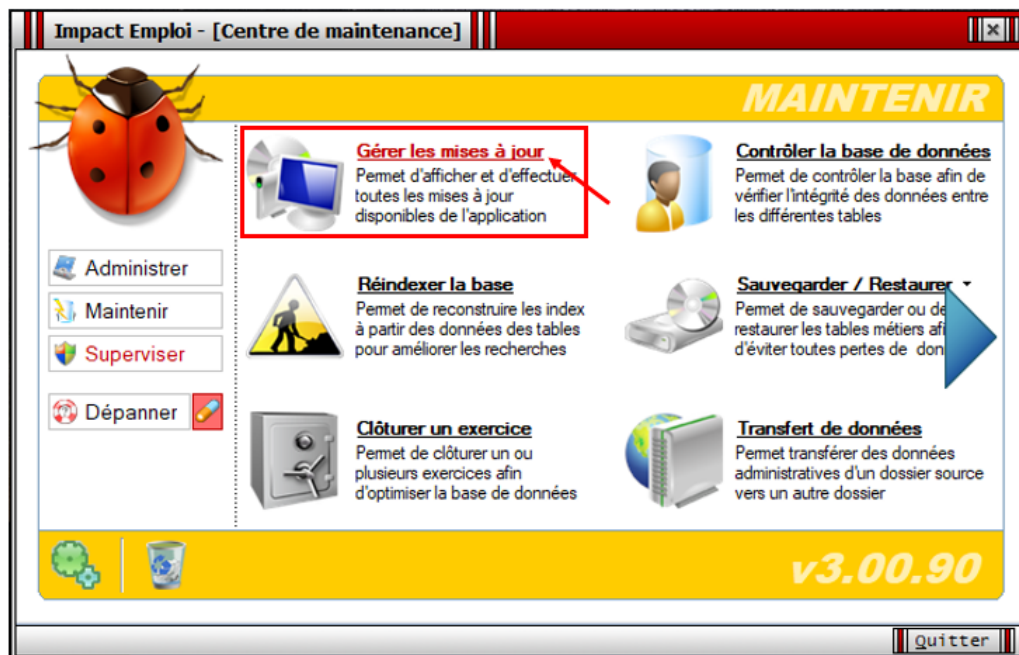 Impact Emploi - [Centre de maintenance]
MAINTENIR
Gérer les mises à jour
Permet d'afficher et d'effectuer
toutes les mises à jour
disponibles de l'application
Contrôler la base de données
Permet de contrôler la base afin de
vérifier l'intégrité des données entre
les différentes tables
Administrer
Maintenir
Superviser
Dépanner
Réindexer la base
Permet de reconstruire les index
à partir des données des tables
pour améliorer les recherches
Sauvegarder / Restaurer
Permet de sauvegarder ou de
restaurer les tables métiers afi
d'éviter toutes pertes de don
Clôturer un exercice
Permet de clôturer un ou
plusieurs exercices afin
d'optimiser la base de données
Transfert de données
Permet transférer des données
administratives d'un dossier source
vers un autre dossier
v3.00.90
Quitter